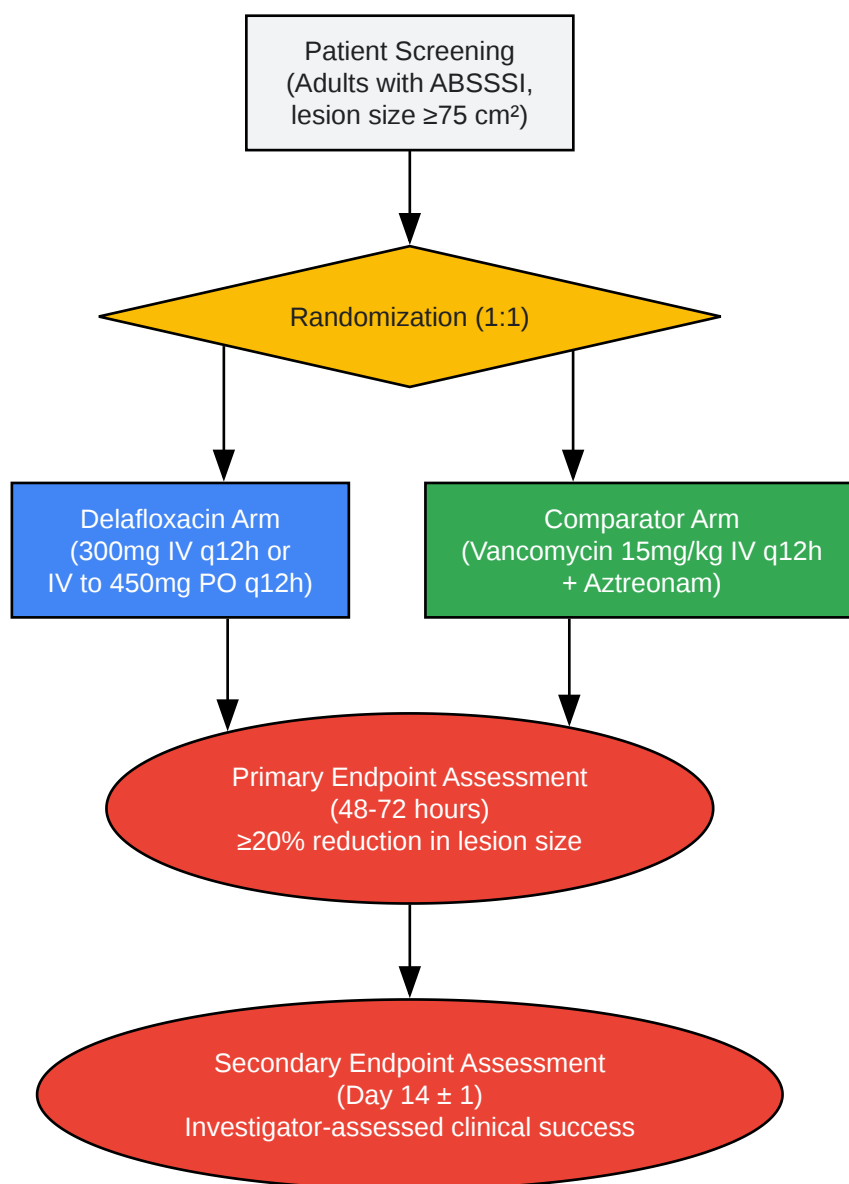 Patient Screening
(Adults with ABSSSI,
lesion size ≥75 cm²)
Randomization (1:1)
Delafloxacin Arm
(300mg IV q12h or
IV to 450mg PO q12h)
Comparator Arm
(Vancomycin 15mg/kg IV q12h
+ Aztreonam)
Primary Endpoint Assessment
(48-72 hours)
≥20% reduction in lesion size
Secondary Endpoint Assessment
(Day 14 ± 1)
Investigator-assessed clinical success